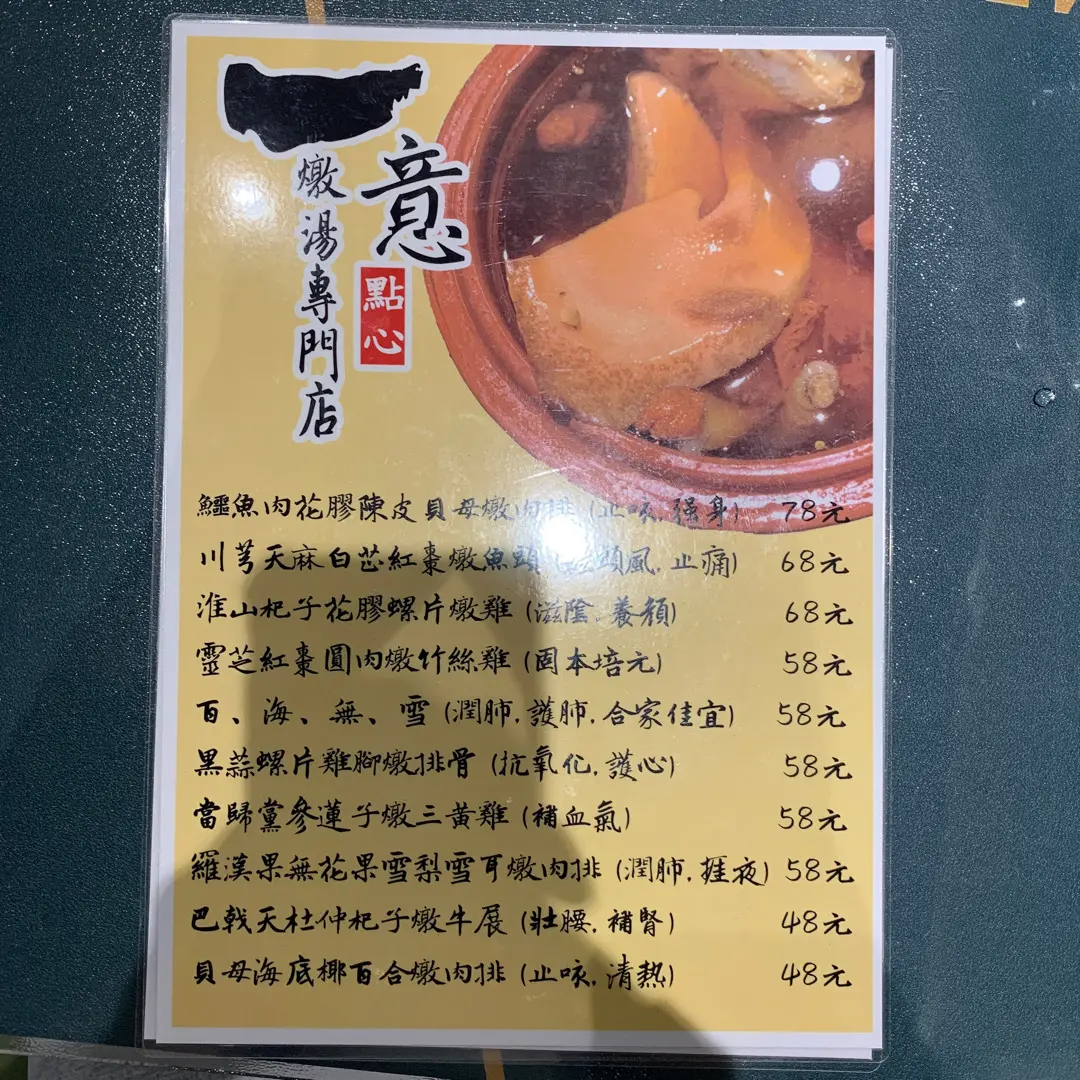 一意
點心
燉湯專門店
鱷魚肉花膠陳皮貝母燉肉排 (止咳,强身) 78元
川芎天麻白芷紅棗燉魚頭 頭風,止痛) 68元
淮山杞子花膠螺片燉雞 (滋陰,養顏) 68元
靈芝紅棗圓肉燉竹絲雞 (固本培元) 58元
百、海、無、雪 (潤肺,護肺,合家佳宜) 58元
黑蒜螺片雞腳燉排骨 (抗氧化,護心) 58元
當歸黨參蓮子燉三黃雞 (補血氣) 58元
羅漢果無花果雪梨雪耳燉肉排 (潤肺,捱夜) 58元
巴戟天杜仲杞子燉牛展 (壯腰,補腎) 48元
貝母海底椰百合燉肉排 (止咳,清熱) 48元